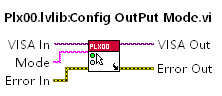 Plx00.lvlib:Config OutPut Mode.vi
VISA In
PLX00
VISA Out
Mode
Error In
Error Out